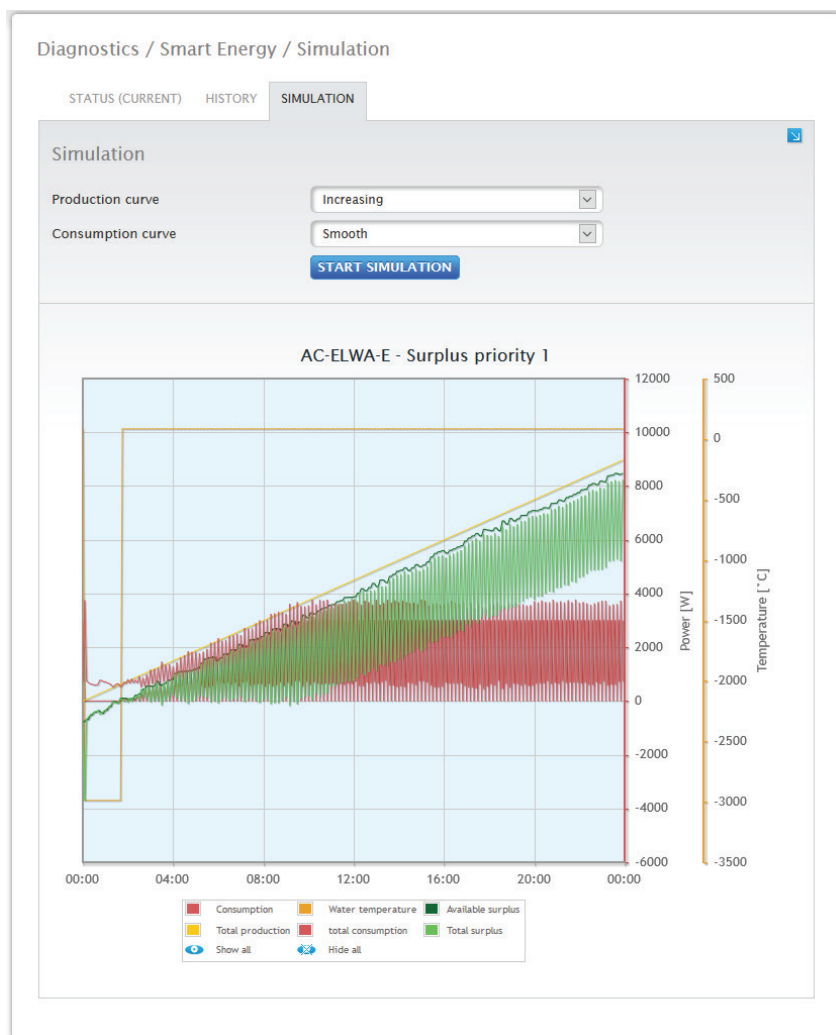 Diagnostics / Smart Energy / Simulation
STATUS (CURRENT) HISTORY SIMULATION
Simulation
Production curve Increasing
Consumption curve Smooth
START SIMULATION
AC-ELWA-E - Surplus priority 1
12000 500
10000 0
8000 -500
6000 -1000
4000 -1500
2000 -2000
0 -2500
-2000 -3000
-4000 -3500
-6000
Power [W]
Temperature [°C]
00:00 04:00 08:00 12:00 16:00 20:00 00:00
Consumption Water temperature Available surplus
Total production total consumption Total surplus
Show all Hide all